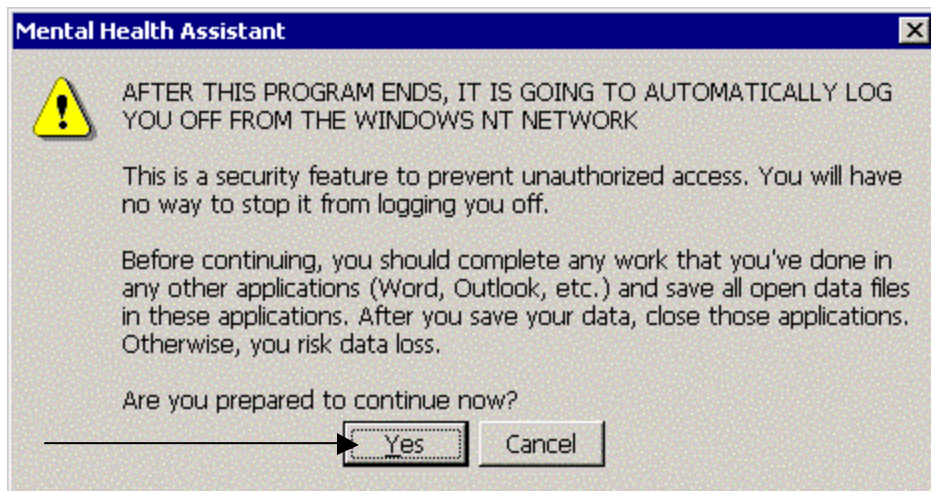 Mental Health Assistant
AFTER THIS PROGRAM ENDS, IT IS GOING TO AUTOMATICALLY LOG
YOU OFF FROM THE WINDOWS NT NETWORK
This is a security feature to prevent unauthorized access. You will have
no way to stop it from logging you off.
Before continuing, you should complete any work that you've done in
any other applications (Word, Outlook, etc.) and save all open data files
in these applications. After you save your data, close those applications.
Otherwise, you risk data loss.
Are you prepared to continue now?
Yes Cancel